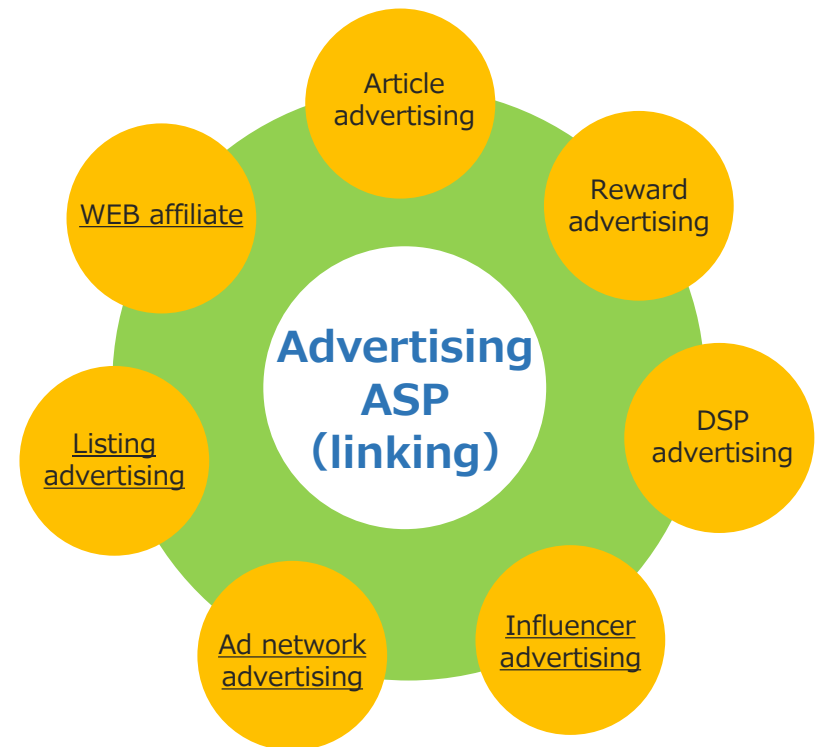 Article
advertising
Reward
advertising
WEB affiliate
Advertising
ASP
(linking)
DSP
advertising
Listing
advertising
Influencer
advertising
Ad network
advertising